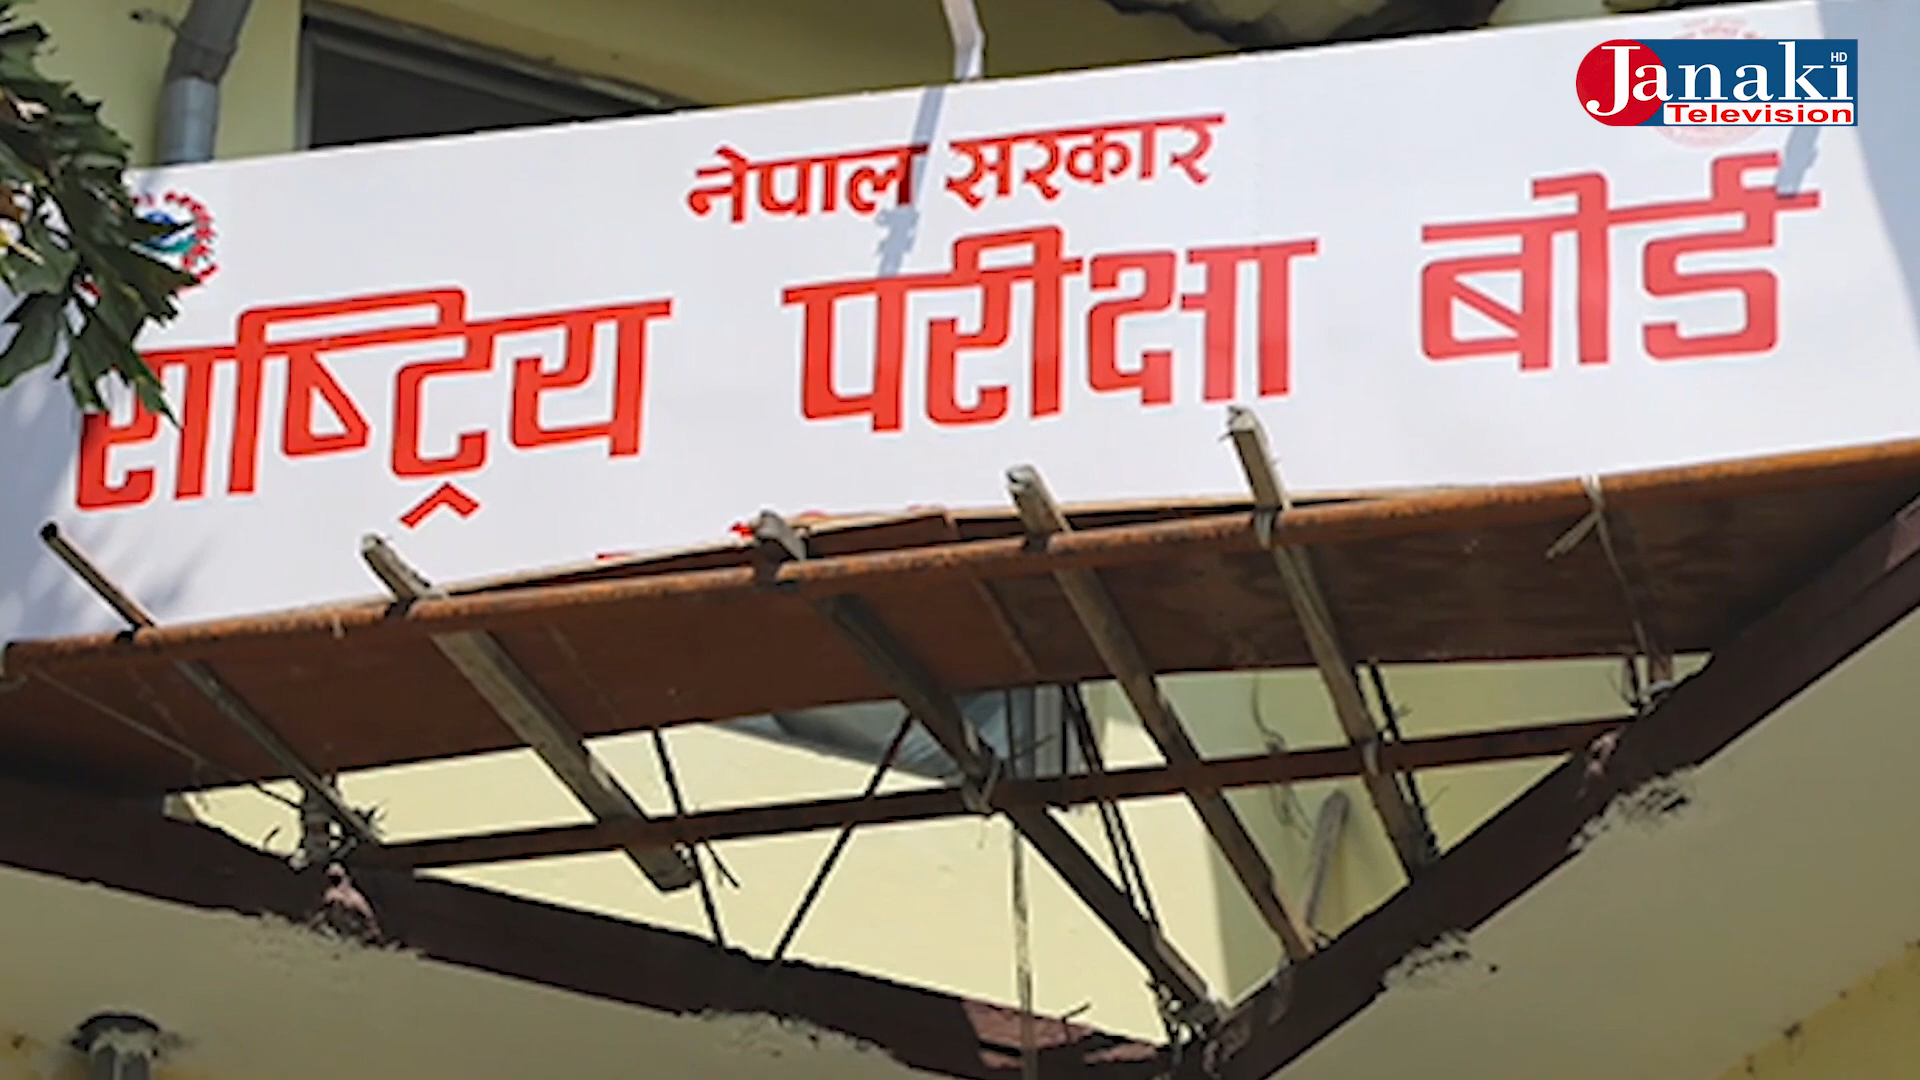 Janaki HD
Television
नेपाल सरकार
राष्ट्रिय परीक्षा बोर्ड